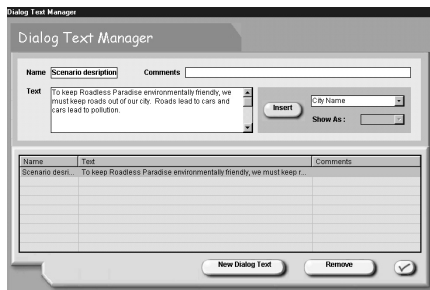 Dialog Text Manager
Dialog Text Manager
Name Scenario desription Comments
Text To keep Roadless Paradise environmentally friendly, we
must keep roads out of our city. Roads lead to cars and
cars lead to pollution.
Insert
City Name
Show As :
Name Text Comments
Scenario desri... To keep Roadless Paradise environmentally friendly, we must keep r...
New Dialog Text Remove